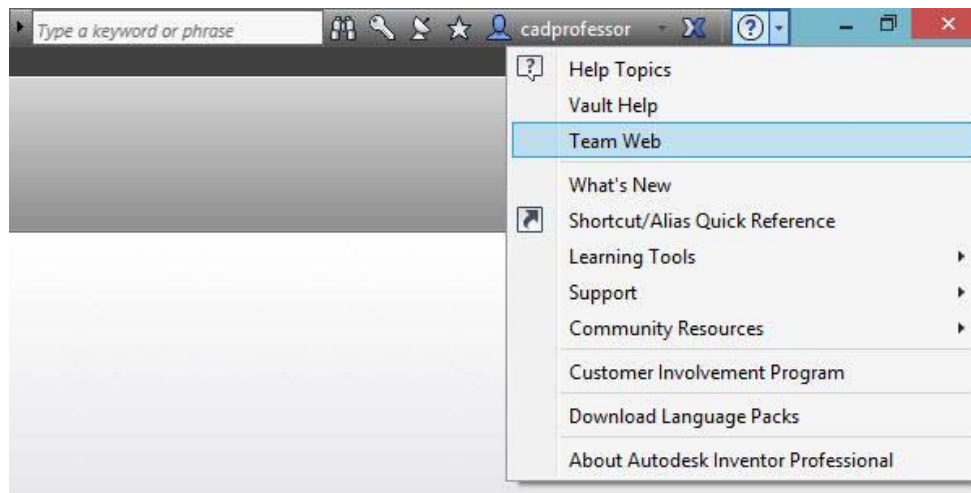 Type a keyword or phrase
cadprofessor
Help Topics
Vault Help
Team Web
What's New
Shortcut/Alias Quick Reference
Learning Tools
Support
Community Resources
Customer Involvement Program
Download Language Packs
About Autodesk Inventor Professional